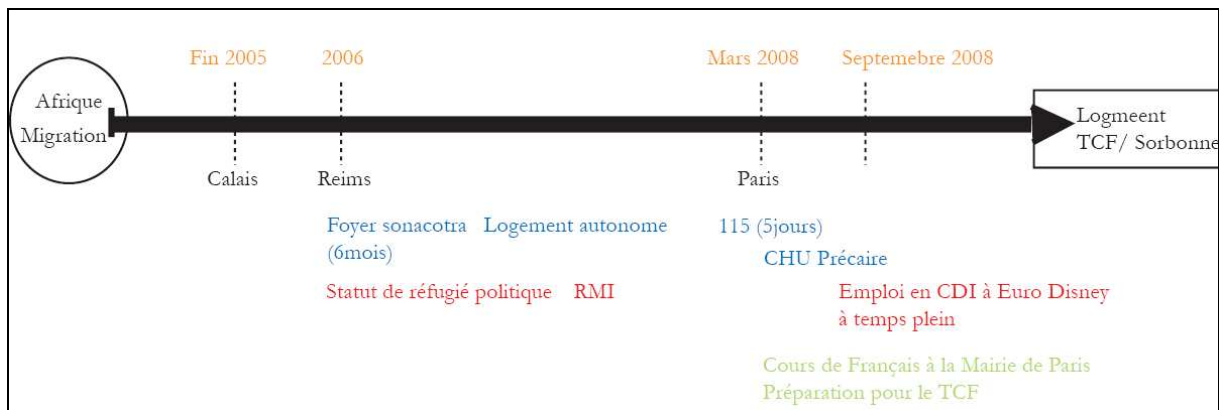 Fin 2005 2006 Mars 2008 Septemebre 2008
Afrique
Migration
Logmeent
TCF/ Sorbonne
Calais Reims Paris
Foyer sonacotra Logement autonome 115 (5jours)
(6mois)
CHU Précaire
Statut de réfugié politique RMI Emploi en CDI à Euro Disney
à temps plein
Cours de Français à la Mairie de Paris
Préparation pour le TCF